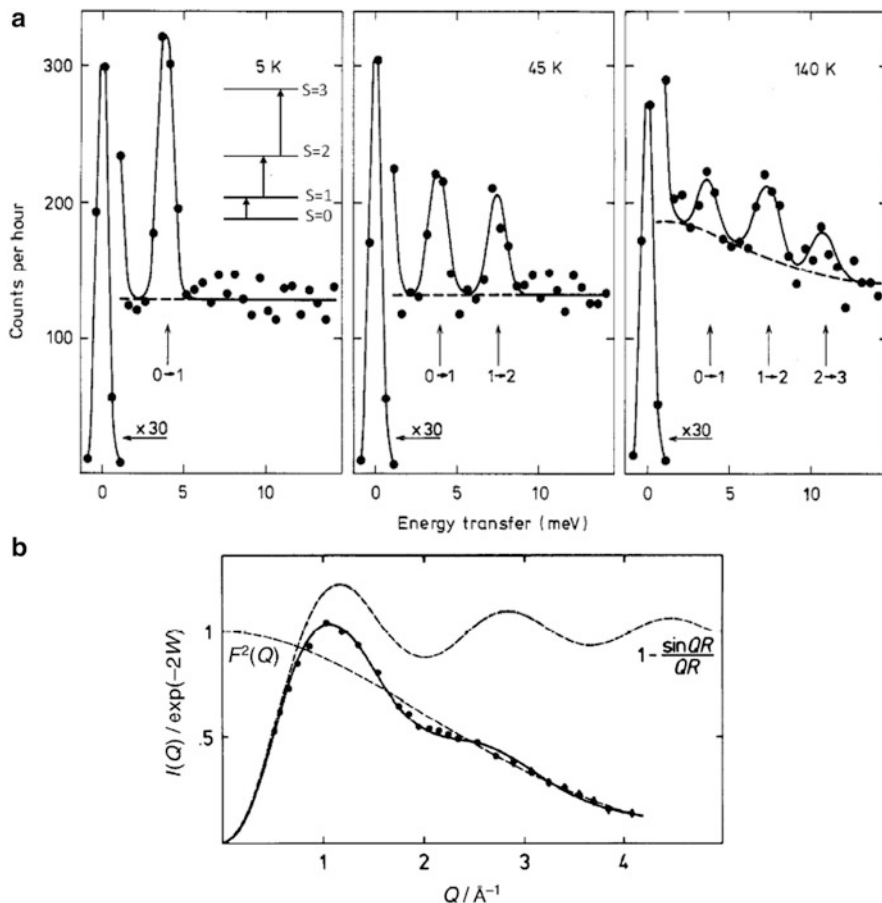 a
5 K
45 K
140 K
S=3
S=2
S=1
S=0
300
200
100
Counts per hour
0→1
0→1
1→2
0→1
1→2
2→3
×30
×30
×30
0
5
10
0
5
10
0
5
10
Energy transfer (meV)
b
1
.5
F²(Q)
1-sinQR/QR
I(Q)/exp(-2W)
1
2
3
4
Q/Å⁻¹